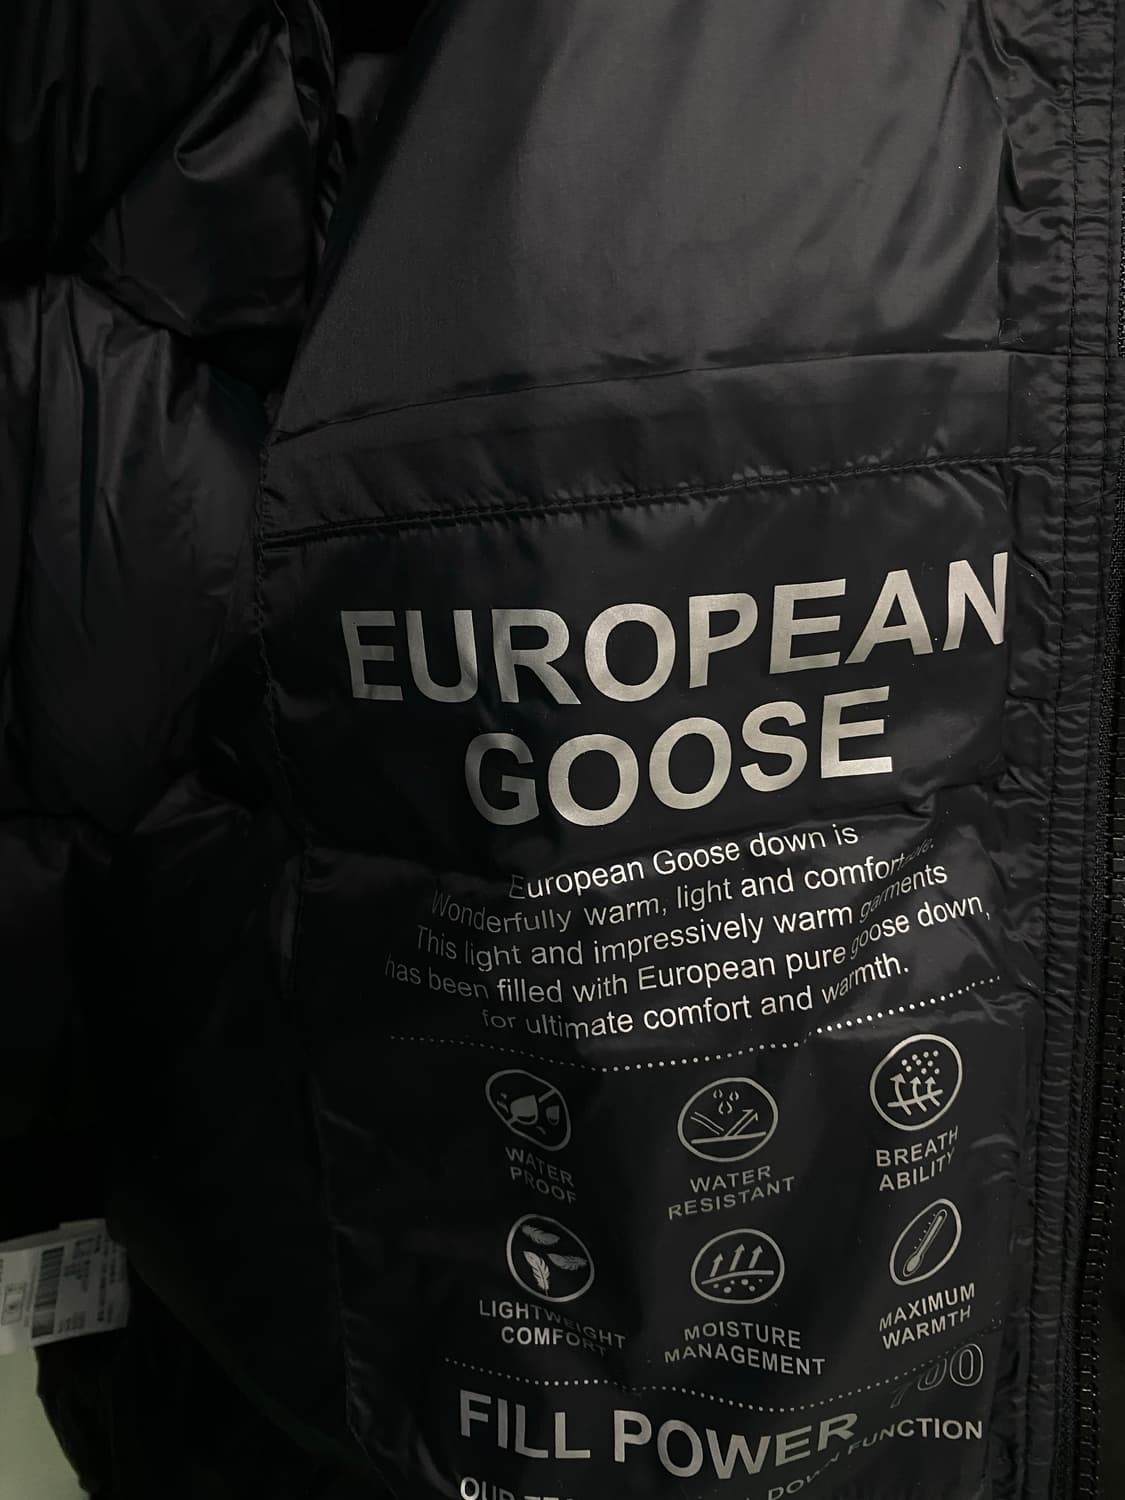 EUROPEAN
GOOSE
European Goose down is
Wonderfully warm, light and comfortable.
This light and impressively warm garments
has been filled with European pure goose down,
for ultimate comfort and warmth.
WATER
PROOF
WATER
RESISTANT
BREATH
ABILITY
LIGHTWEIGHT
COMFORT
MOISTURE
MANAGEMENT
MAXIMUM
WARMTH
FILL POWER 700
DOWN FUNCTION
OUR